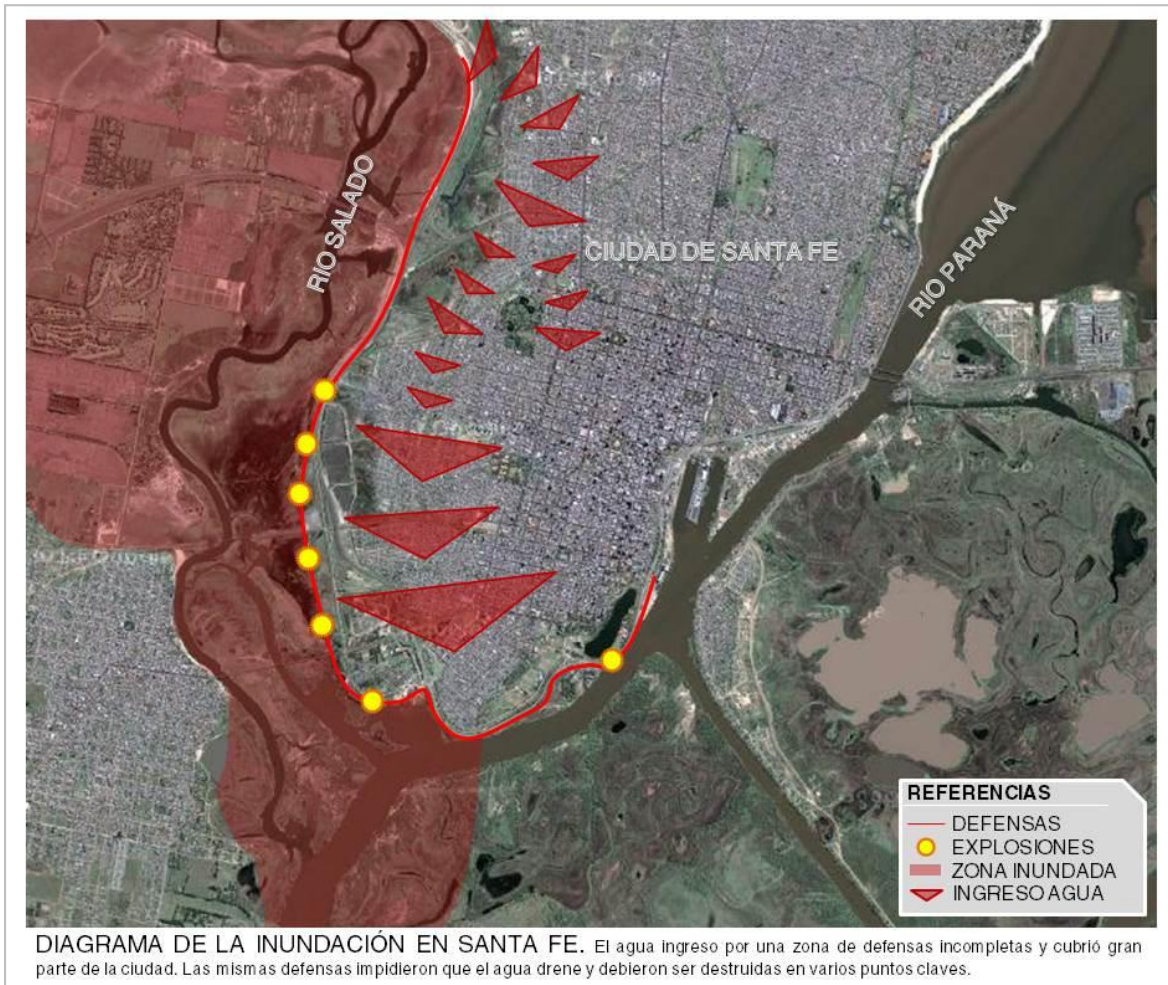 RIO SALADO
CIUDAD DE SANTA FE
RIO PARANÁ
REFERENCIAS
DEFENSAS
EXPLOSIONES
ZONA INUNDADA
INGRESO AGUA
DIAGRAMA DE LA INUNDACIÓN EN SANTA FE. El agua ingreso por una zona de defensas incompletas y cubrió gran
parte de la ciudad. Las mismas defensas impidieron que el agua drene y debieron ser destruidas en varios puntos claves.